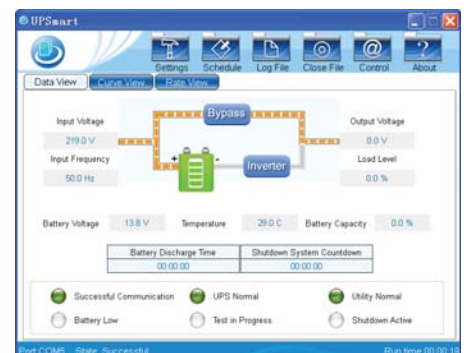 UPSmart
Settings Schedule Log File Close File Control About
Data View Curve View Rate View
Bypass
Input Voltage Output Voltage
219.0 V 0.0 V
Input Frequency + - Inverter Load Level
50.0 Hz 0.0 %
Battery Voltage 13.8 V Temperature 29.0 C Battery Capacity 0.0 %
Battery Discharge Time Shutdown System Countdown
00:00:00 00:00:00
Successful Communication UPS Normal Utility Normal
Battery Low Test in Progress Shutdown Active
Port:COM5 State: Successful Run time 00:00:19